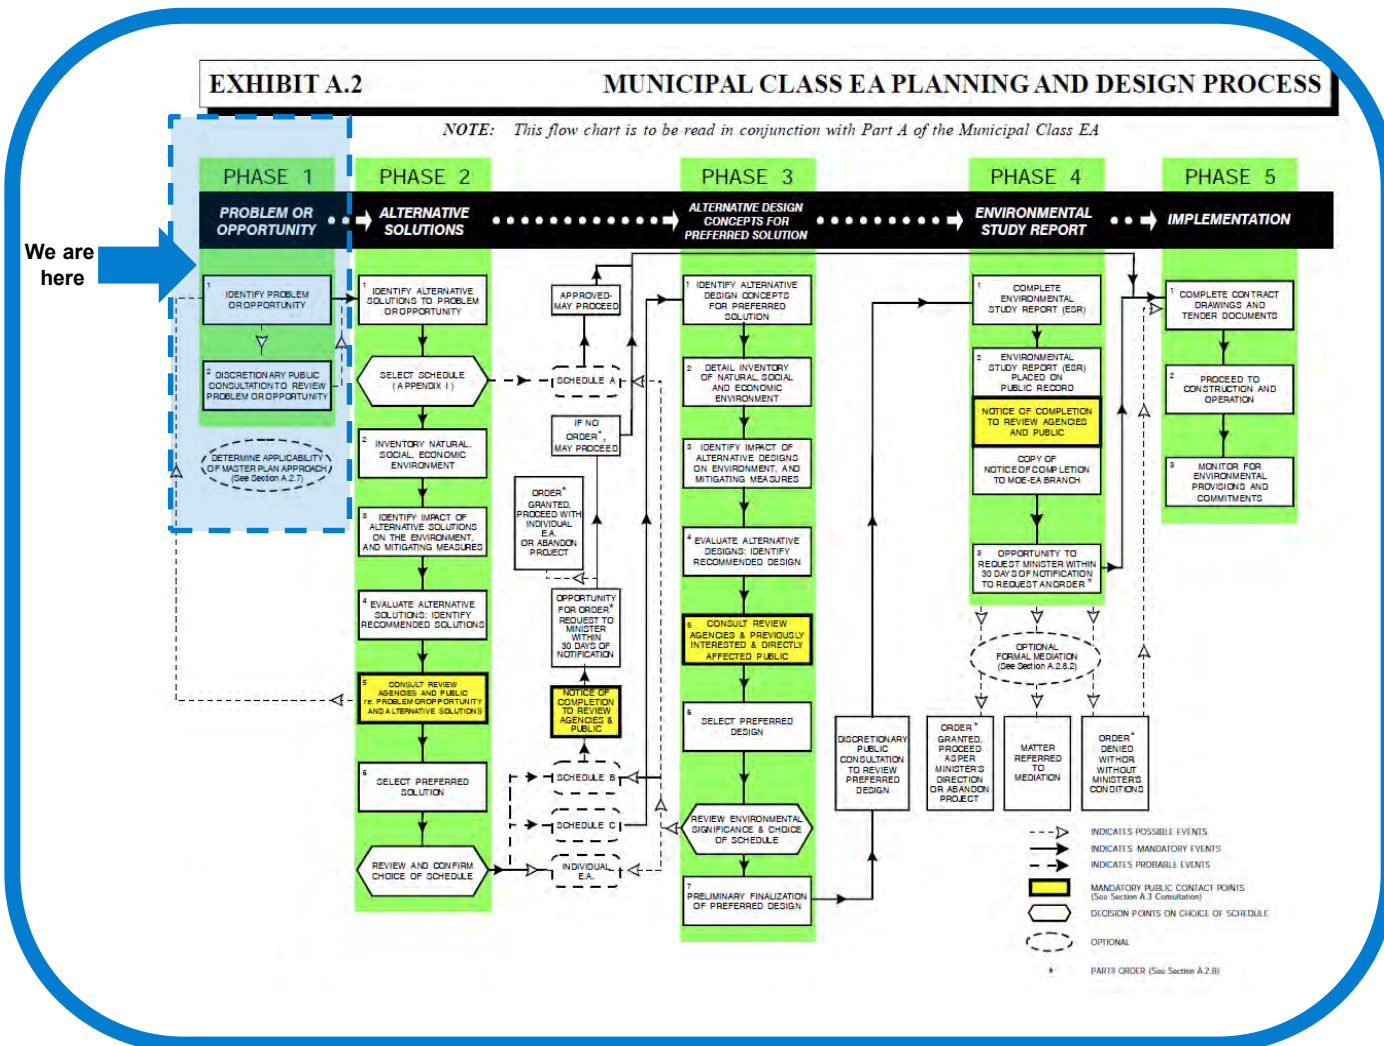 EXHIBIT A.2
MUNICIPAL CLASS EA PLANNING AND DESIGN PROCESS
NOTE: This flow chart is to be read in conjunction with Part A of the Municipal Class EA
We are
here
PHASE 1
PROBLEM OR
OPPORTUNITY
1
IDENTIFY PROBLEM
OR OPPORTUNITY
2
DISCRETIONARY PUBLIC
CONSULTATION TO REVIEW
PROBLEM OR OPPORTUNITY
DETERMINE APPLICABILITY
OF MASTER PLAN APPROACH
(See Section A.2.7)
PHASE 2
ALTERNATIVE
SOLUTIONS
1
IDENTIFY ALTERNATIVE
SOLUTIONS TO PROBLEM
OR OPPORTUNITY
SELECT SCHEDULE
(APPENDIX I)
2
INVENTORY NATURAL,
SOCIAL, ECONOMIC
ENVIRONMENT
3
IDENTIFY IMPACT OF
ALTERNATIVE SOLUTIONS
ON THE ENVIRONMENT,
AND MITIGATING MEASURES
4
EVALUATE ALTERNATIVE
SOLUTIONS: IDENTIFY
RECOMMENDED SOLUTIONS
5
CONSULT REVIEW
AGENCIES AND PUBLIC
re: PROBLEM OR OPPORTUNITY
AND ALTERNATIVE SOLUTIONS
6
SELECT PREFERRED
SOLUTION
REVIEW AND CONFIRM
CHOICE OF SCHEDULE
APPROVED-
MAY PROCEED
SCHEDULE A
IF NO
ORDER*,
MAY PROCEED
ORDER*
GRANTED,
PROCEED WITH
INDIVIDUAL
E.A.
OR ABANDON
PROJECT
OPPORTUNITY
FOR ORDER*
REQUEST TO
MINISTER
WITHIN
30 DAYS OF
NOTIFICATION
NOTICE OF
COMPLETION
TO REVIEW
AGENCIES &
PUBLIC
SCHEDULE B
SCHEDULE C
INDIVIDUAL
E.A.
PHASE 3
ALTERNATIVE DESIGN
CONCEPTS FOR
PREFERRED SOLUTION
1
IDENTIFY ALTERNATIVE
DESIGN CONCEPTS
FOR PREFERRED
SOLUTION
2
DETAIL INVENTORY
OF NATURAL, SOCIAL
AND ECONOMIC
ENVIRONMENT
3
IDENTIFY IMPACT OF
ALTERNATIVE DESIGNS
ON ENVIRONMENT, AND
MITIGATING MEASURES
4
EVALUATE ALTERNATIVE
DESIGNS: IDENTIFY
RECOMMENDED DESIGN
5
CONSULT REVIEW
AGENCIES & PREVIOUSLY
INTERESTED & DIRECTLY
AFFECTED PUBLIC
6
SELECT PREFERRED
DESIGN
REVIEW ENVIRONMENTAL
SIGNIFICANCE & CHOICE
OF SCHEDULE
7
PRELIMINARY FINALIZATION
OF PREFERRED DESIGN
DISCRETIONARY
PUBLIC
CONSULTATION
TO REVIEW
PREFERRED
DESIGN
PHASE 4
ENVIRONMENTAL
STUDY REPORT
1
COMPLETE
ENVIRONMENTAL
STUDY REPORT (ESR)
2
ENVIRONMENTAL
STUDY REPORT (ESR)
PLACED ON
PUBLIC RECORD
NOTICE OF COMPLETION
TO REVIEW AGENCIES
AND PUBLIC
COPY OF
NOTICE OF COMPLETION
TO MOE-EA BRANCH
3
OPPORTUNITY TO
REQUEST MINISTER WITHIN
30 DAYS OF NOTIFICATION
TO REQUEST AN ORDER*
OPTIONAL
FORMAL MEDIATION
(See Section A.2.8.2)
ORDER*
GRANTED,
PROCEED
AS PER
MINISTER'S
DIRECTION
OR ABANDON
PROJECT
MATTER
REFERRED
TO
MEDIATION
ORDER*
DENIED
WITH OR
WITHOUT
MINISTER'S
CONDITIONS
PHASE 5
IMPLEMENTATION
1
COMPLETE CONTRACT
DRAWINGS AND
TENDER DOCUMENTS
2
PROCEED TO
CONSTRUCTION AND
OPERATION
3
MONITOR FOR
ENVIRONMENTAL
PROVISIONS AND
COMMITMENTS
INDICATES POSSIBLE EVENTS
INDICATES MANDATORY EVENTS
INDICATES PROBABLE EVENTS
MANDATORY PUBLIC CONTACT POINTS
(See Section A.3 Consultation)
DECISION POINTS ON CHOICE OF SCHEDULE
OPTIONAL
* PART II ORDER (See Section A.2.8)